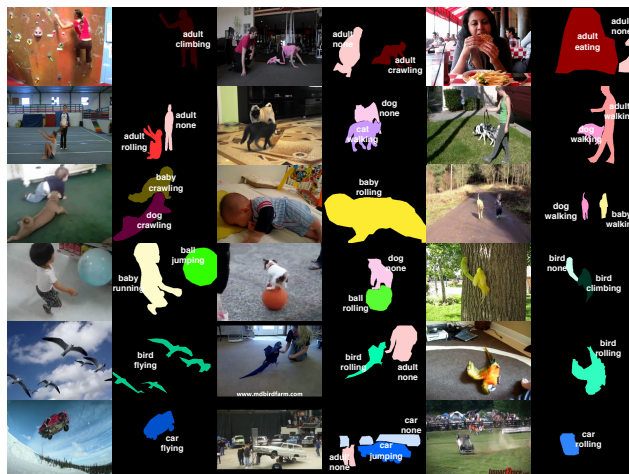 adult
climbing
adult
none
adult
crawling
adult
eating
adult
none
adult
rolling
adult
none
dog
none
cat
walking
dog
walking
adult
walking
baby
crawling
dog
crawling
baby
rolling
dog
walking
baby
walking
baby
running
ball
jumping
dog
none
ball
rolling
bird
none
bird
climbing
bird
flying
bird
rolling
adult
none
www.mdbirdfarm.com
bird
rolling
car
flying
adult
none
car
jumping
car
none
car
rolling